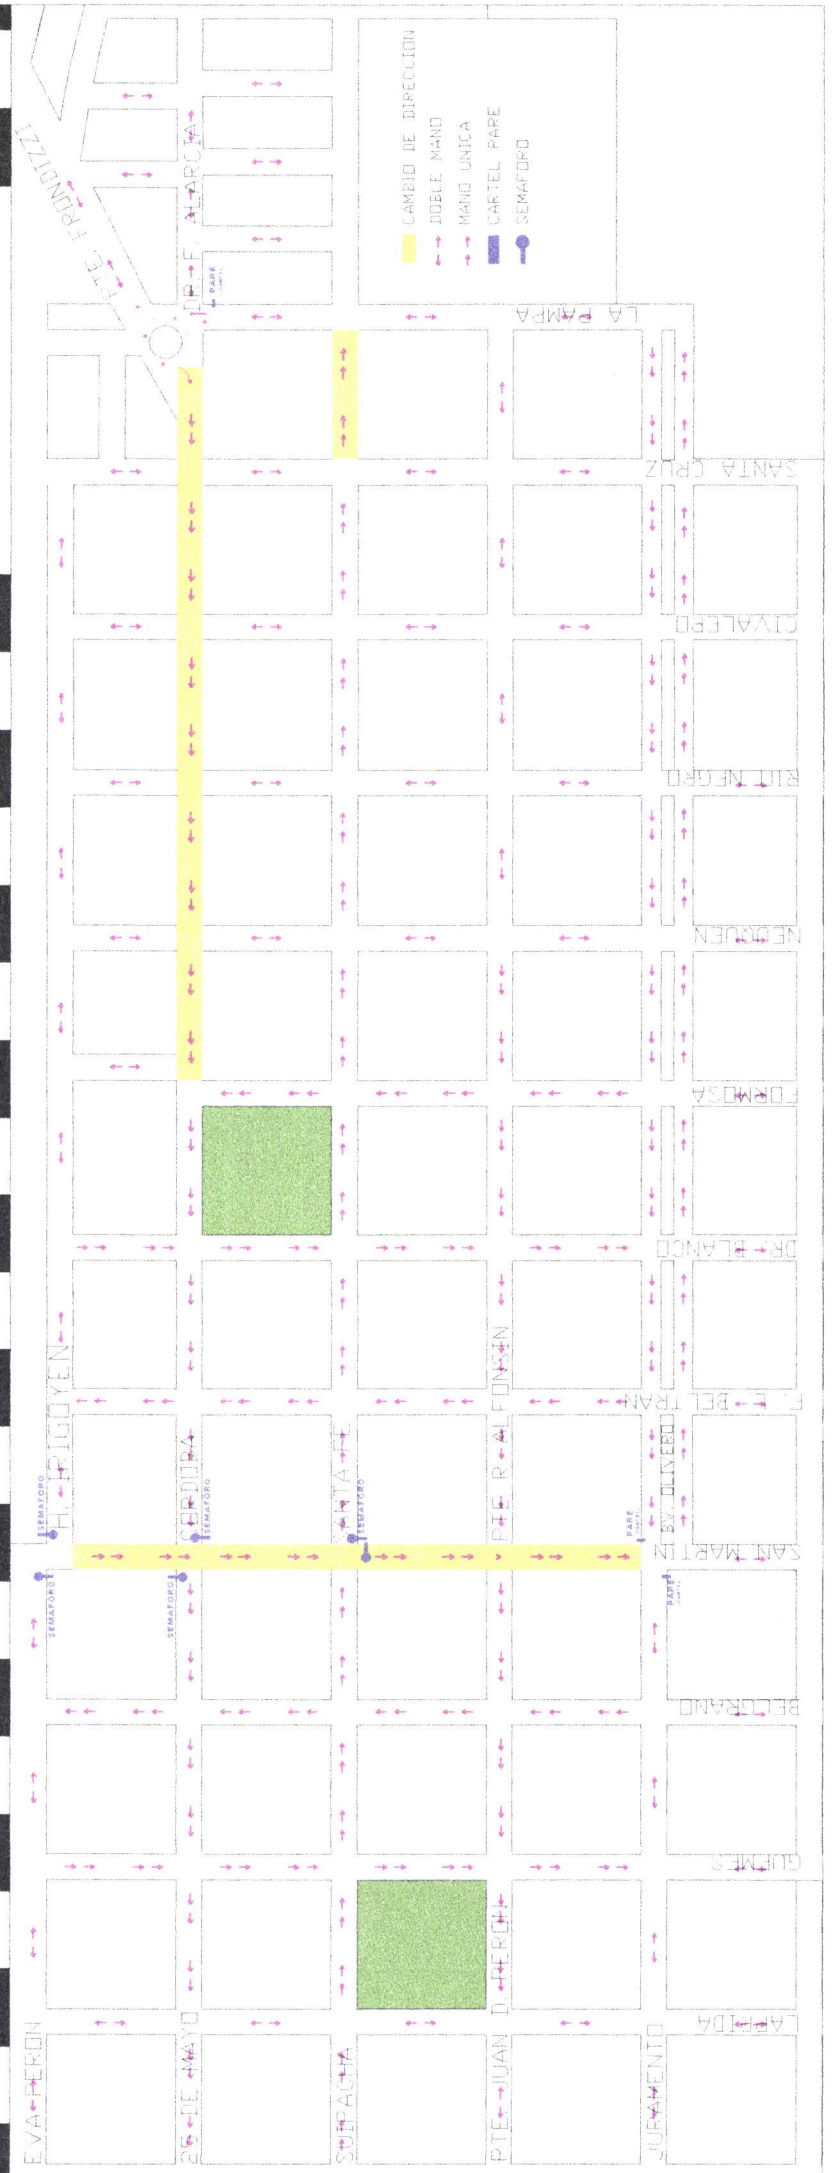 PTE. FRONDIZZI
DR. F. ALARCIA
PARE
CAMBIO DE DIRECCION
DOBLE MANO
MANO UNICA
CARTEL PARE
SEMAFORO
LA PAMPA
SANTA CRUZ
CIVALERO
RIO NEGRO
NEUQUEN
FORMOSA
DR. BLANCO
F. L. BELTRAN
SAN MARTIN
BELGRANO
GUEMES
LAPRIDA
H. IRIGOYEN
CORDOBA
SANTA FE
PTE R. ALFONSIN
BV. OLIVERO
SEMAFORO
SEMAFORO
SEMAFORO
SEMAFORO
SEMAFORO
PARE
PARE
EVA PERON
25 DE MAYO
SUIPACHA
PTE. JUAN D. PERON
JURAMENTO